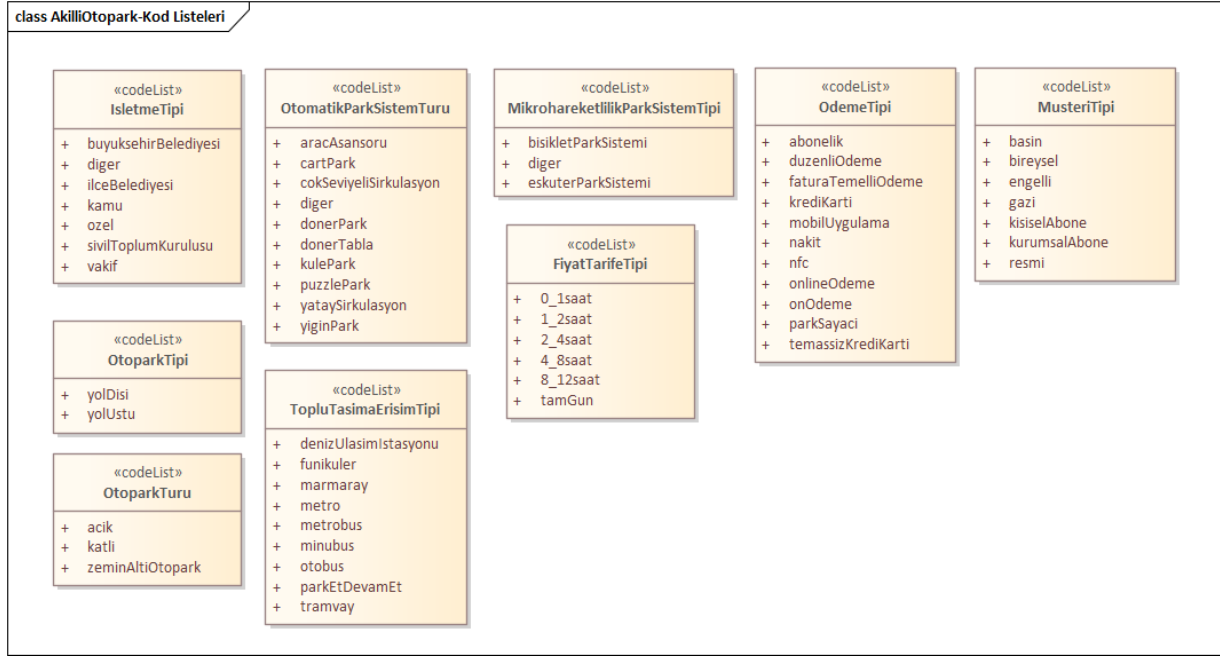 class AkilliOtopark-Kod Listeleri
«codeList»
IsletmeTipi
+ buyuksehirBelediyesi
+ diger
+ ilceBelediyesi
+ kamu
+ ozel
+ sivilToplumKurulusu
+ vakif
«codeList»
OtoparkTipi
+ yolDisi
+ yolUstu
«codeList»
OtoparkTuru
+ acik
+ katli
+ zeminAltiOtopark
«codeList»
OtomatikParkSistemTuru
+ aracAsansoru
+ cartPark
+ cokSeviyeliSirkulasyon
+ diger
+ donerPark
+ donerTabla
+ kulePark
+ puzzlePark
+ yataySirkulasyon
+ yiginPark
«codeList»
TopluTasimaErisimTipi
+ denizUlasimIstasyonu
+ funikuler
+ marmaray
+ metro
+ metrobus
+ minubus
+ otobus
+ parkEtDevamEt
+ tramvay
«codeList»
MikrohareketlilikParkSistemTipi
+ bisikletParkSistemi
+ diger
+ eskuterParkSistemi
«codeList»
FiyatTarifeTipi
+ 0_1saat
+ 1_2saat
+ 2_4saat
+ 4_8saat
+ 8_12saat
+ tamGun
«codeList»
OdemeTipi
+ abonelik
+ duzenliOdeme
+ faturaTemelliOdeme
+ krediKarti
+ mobilUygulama
+ nakit
+ nfc
+ onlineOdeme
+ onOdeme
+ parkSayaci
+ temassizKrediKarti
«codeList»
MusteriTipi
+ basin
+ bireysel
+ engelli
+ gazi
+ kisiselAbone
+ kurumsalAbone
+ resmi